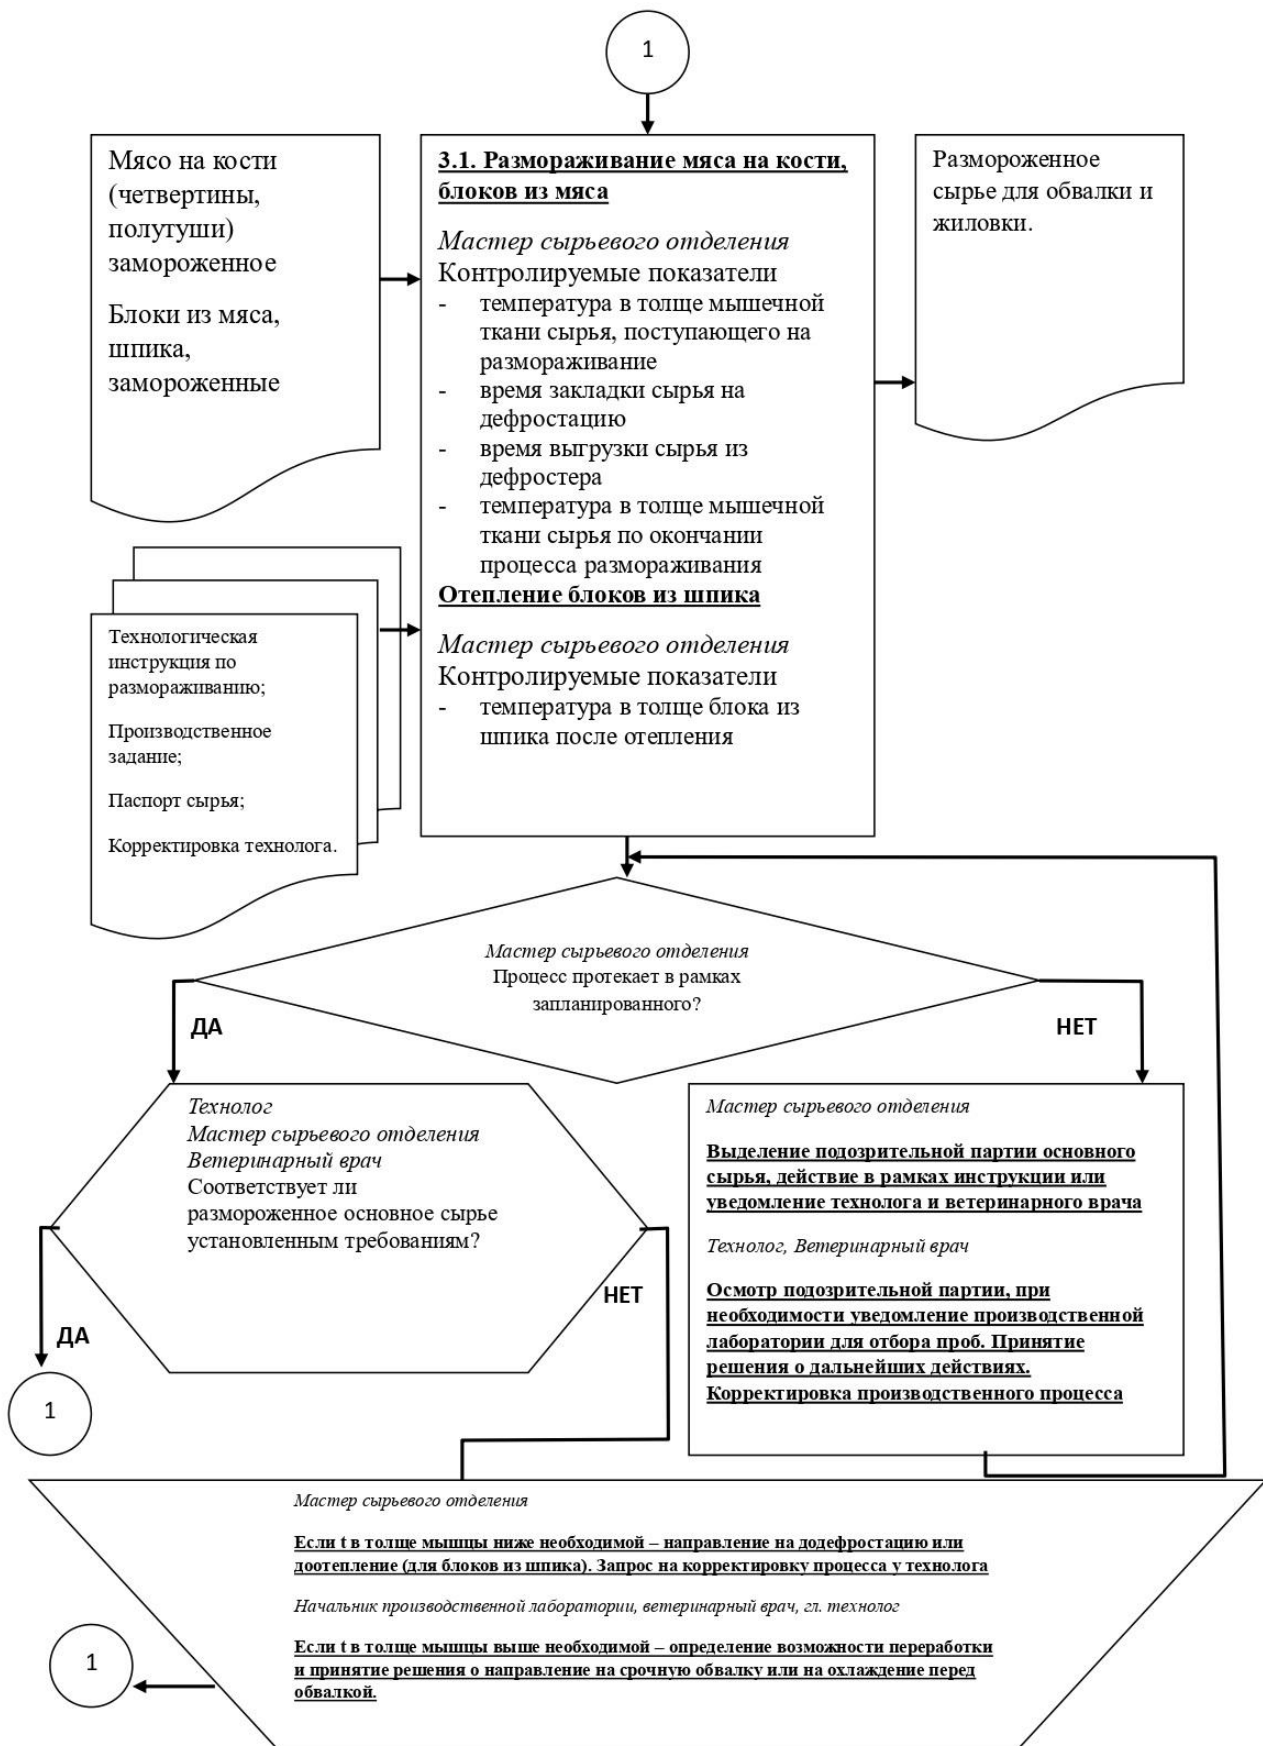 1
Мясо на кости
(четвертины,
полутуши)
замороженное
Блоки из мяса,
шпика,
замороженные
3.1. Размораживание мяса на кости,
блоков из мяса
Мастер сырьевого отделения
Контролируемые показатели
- температура в толще мышечной
ткани сырья, поступающего на
размораживание
- время закладки сырья на
дефростацию
- время выгрузки сырья из
дефростера
- температура в толще мышечной
ткани сырья по окончании
процесса размораживания
Отепление блоков из шпика
Мастер сырьевого отделения
Контролируемые показатели
- температура в толще блока из
шпика после отепления
Размороженное
сырье для обвалки и
жиловки.
Технологическая
инструкция по
размораживанию;
Производственное
задание;
Паспорт сырья;
Корректировка технолога.
Мастер сырьевого отделения
Процесс протекает в рамках
запланированного?
ДА
НЕТ
Технолог
Мастер сырьевого отделения
Ветеринарный врач
Соответствует ли
размороженное основное сырье
установленным требованиям?
НЕТ
ДА
1
Мастер сырьевого отделения
Выделение подозрительной партии основного
сырья, действие в рамках инструкции или
уведомление технолога и ветеринарного врача
Технолог, Ветеринарный врач
Осмотр подозрительной партии, при
необходимости уведомление производственной
лаборатории для отбора проб. Принятие
решения о дальнейших действиях.
Корректировка производственного процесса
Мастер сырьевого отделения
Если t в толще мышцы ниже необходимой – направление на додефростацию или
доотепление (для блоков из шпика). Запрос на корректировку процесса у технолога
Начальник производственной лаборатории, ветеринарный врач, гл. технолог
Если t в толще мышцы выше необходимой – определение возможности переработки
и принятие решения о направление на срочную обвалку или на охлаждение перед
обвалкой.
1